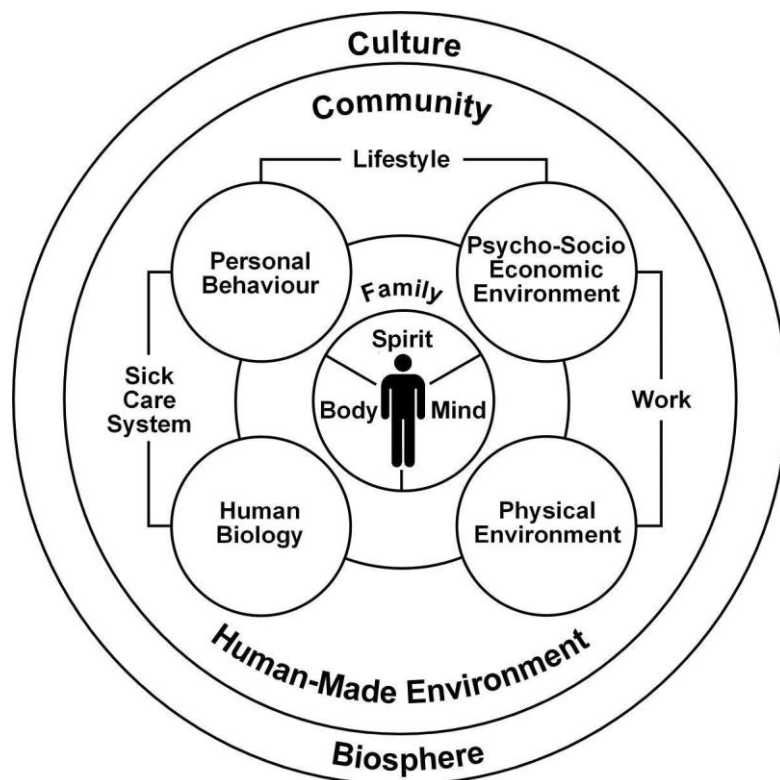 Culture
Community
Lifestyle
Personal
Behaviour
Psycho-Socio
Economic
Environment
Family
Spirit
Body
Mind
Sick
Care
System
Work
Human
Biology
Physical
Environment
Human-Made Environment
Biosphere